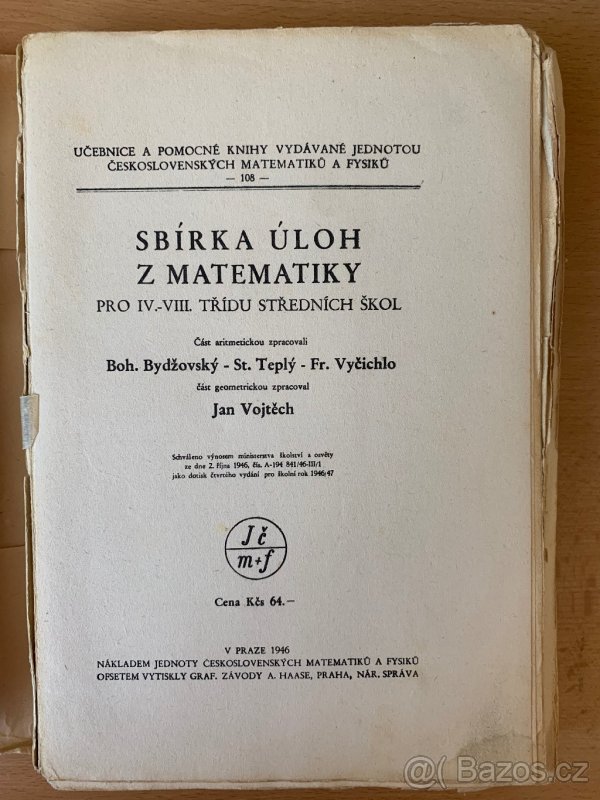 UČEBNICE A POMOCNÉ KNIHY VYDÁVANÉ JEDNOTOU
ČESKOSLOVENSKÝCH MATEMATIKŮ A FYSIKŮ
— 108 —
SBÍRKA ÚLOH
Z MATEMATIKY
PRO IV.-VIII. TŘÍDU STŘEDNÍCH ŠKOL
Část aritmetickou zpracovali
Boh. Bydžovský - St. Teplý - Fr. Vyčichlo
část geometrickou zpracoval
Jan Vojtěch
Schváleno výnosem ministerstva školství a osvěty
ze dne 2. října 1946, čís. A-194 841/46-III/1
jako dotisk čtvrtého vydání pro školní rok 1946/47
J č
m+f
Cena Kčs 64.—
V PRAZE 1946
NÁKLADEM JEDNOTY ČESKOSLOVENSKÝCH MATEMATIKŮ A FYSIKŮ
OFSETEM VYTISKLY GRAF. ZÁVODY A. HAASE, PRAHA, NÁR. SPRÁVA
Bazos.cz